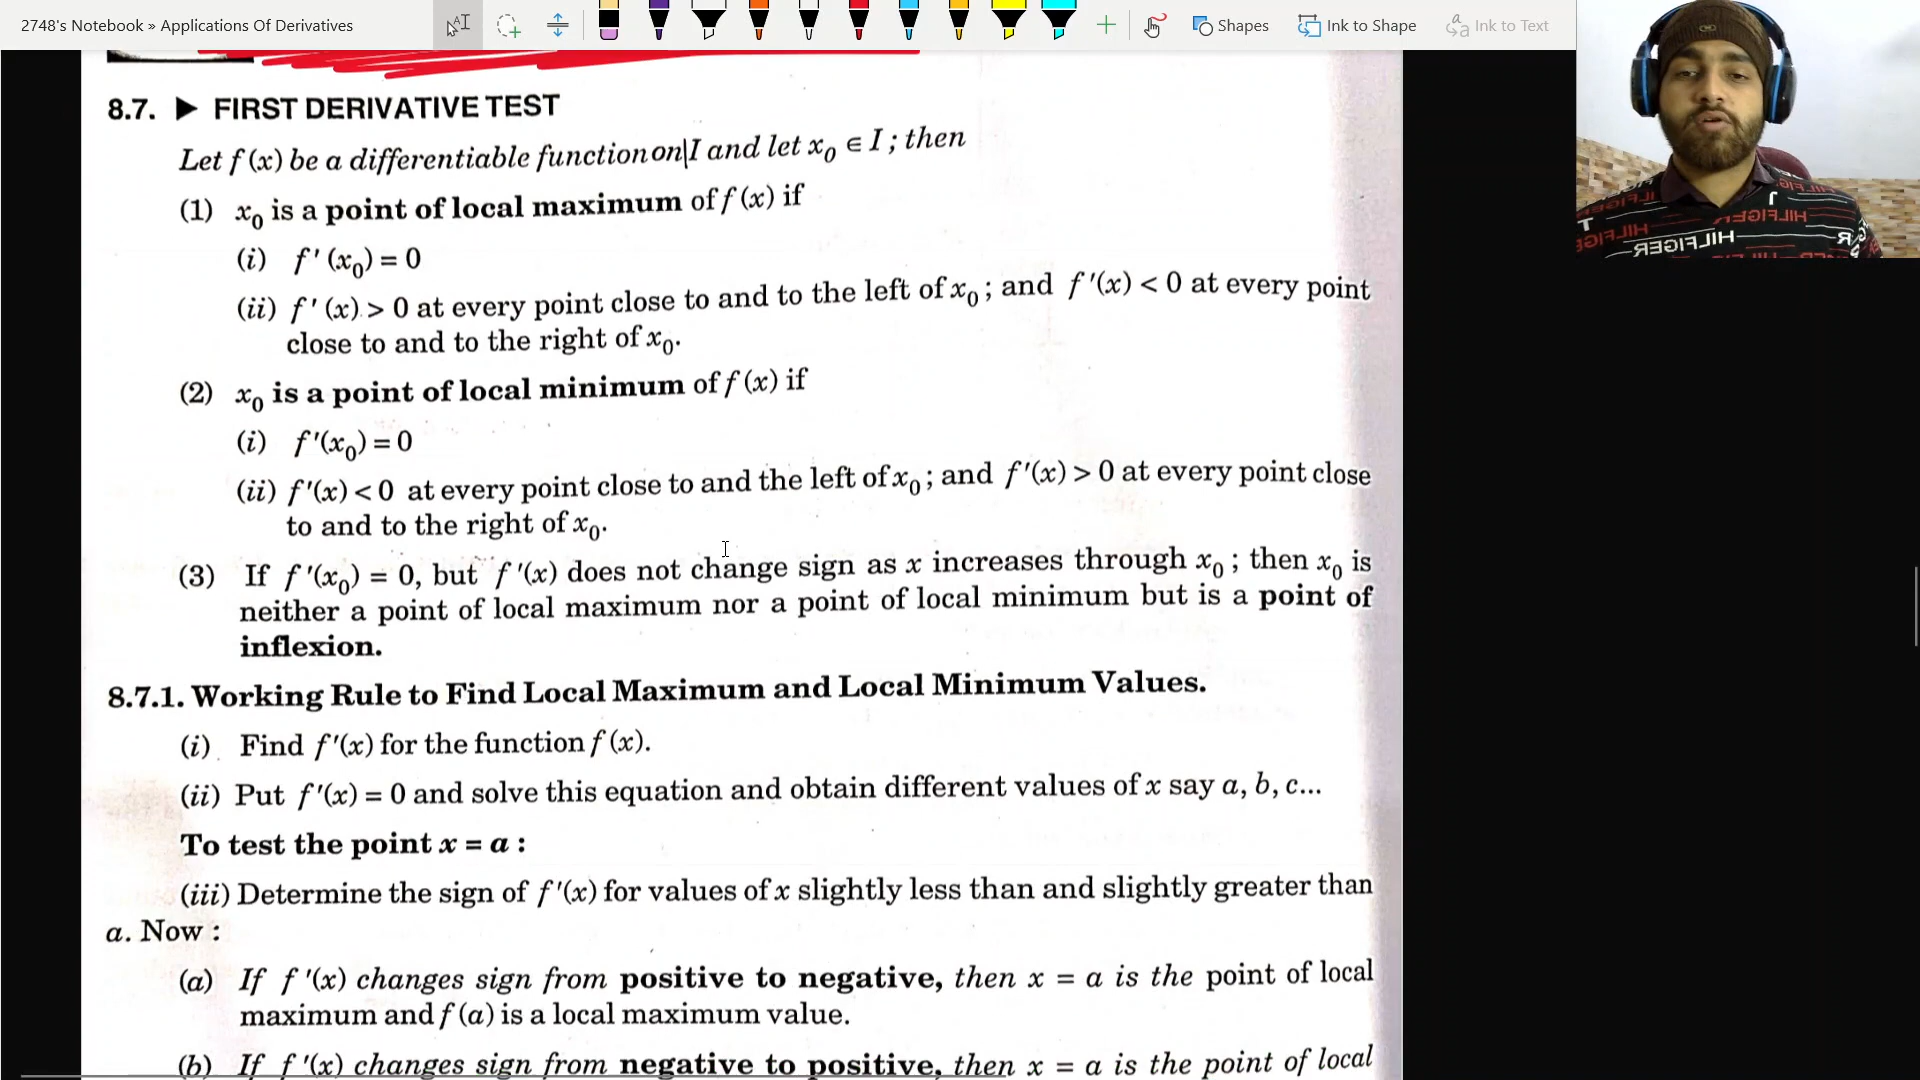 2748's Notebook » Applications Of Derivatives
Shapes
Ink to Shape
Ink to Text
8.7. ▶ FIRST DERIVATIVE TEST
Let f (x) be a differentiable function on I and let x₀ ∈ I ; then
(1) x₀ is a point of local maximum of f (x) if
(i) f ' (x₀) = 0
(ii) f ' (x) > 0 at every point close to and to the left of x₀ ; and f '(x) < 0 at every point
close to and to the right of x₀.
(2) x₀ is a point of local minimum of f (x) if
(i) f '(x₀) = 0
(ii) f '(x) < 0 at every point close to and the left of x₀ ; and f '(x) > 0 at every point close
to and to the right of x₀.
(3) If f '(x₀) = 0, but f '(x) does not change sign as x increases through x₀ ; then x₀ is
neither a point of local maximum nor a point of local minimum but is a point of
inflexion.
8.7.1. Working Rule to Find Local Maximum and Local Minimum Values.
(i) Find f '(x) for the function f (x).
(ii) Put f '(x) = 0 and solve this equation and obtain different values of x say a, b, c...
To test the point x = a :
(iii) Determine the sign of f '(x) for values of x slightly less than and slightly greater than
a. Now :
(a) If f '(x) changes sign from positive to negative, then x = a is the point of local
maximum and f (a) is a local maximum value.
(b) If f '(x) changes sign from negative to positive, then x = a is the point of local